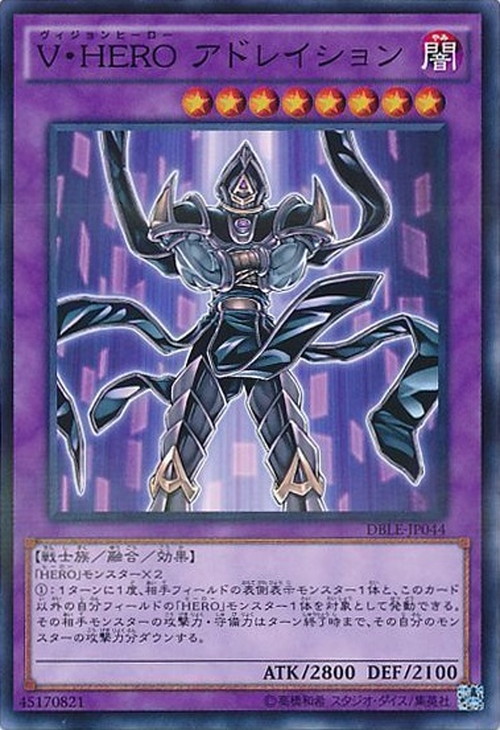 ヴィジョンヒーロー
V・HERO アドレイション
やみ
闇
DBLE-JP044
【戦士族/融合/効果】
「HERO」モンスター×2
①:1ターンに1度、相手フィールドの表側表示モンスター1体と、このカード
以外の自分フィールドの「HERO」モンスター1体を対象として発動できる。
その相手モンスターの攻撃力・守備力はターン終了時まで、その自分のモン
スターの攻撃力分ダウンする。
ATK/2800 DEF/2100
45170821
©高橋和希 スタジオ・ダイス/集英社